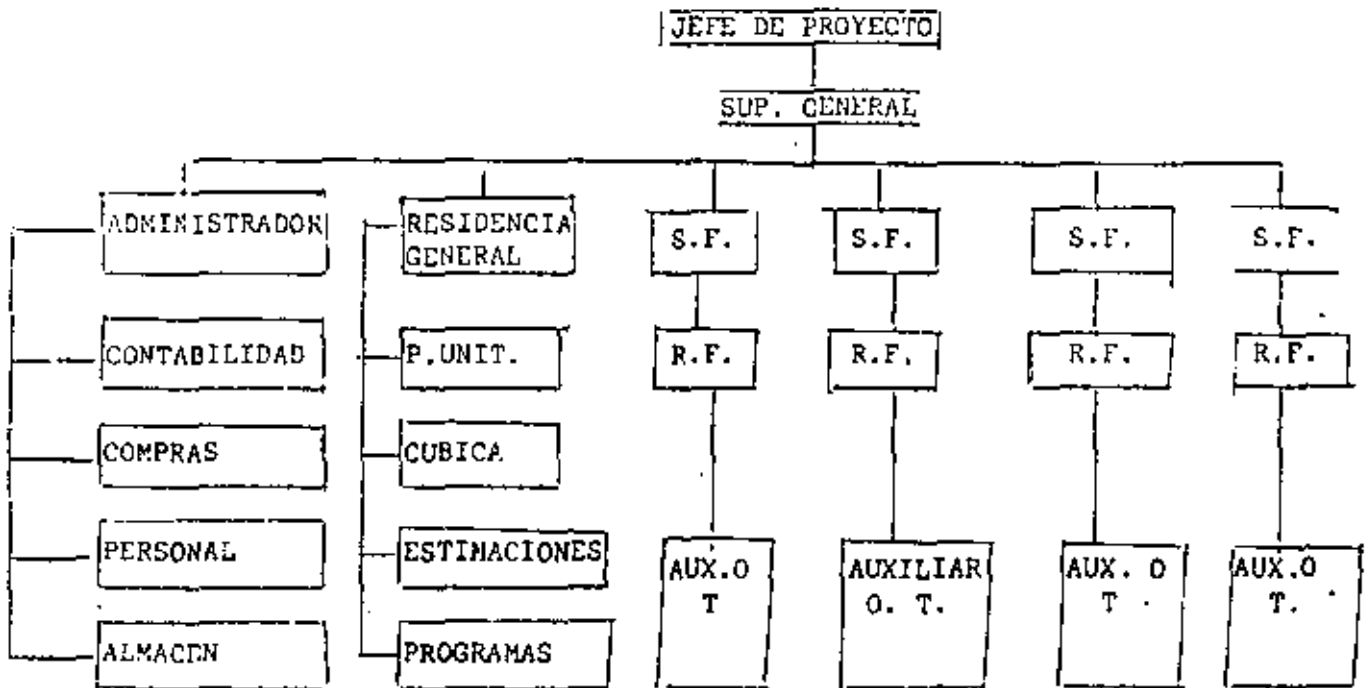 JEFE DE PROYECTO
SUP. GENERAL
ADMINISTRADOR
RESIDENCIA
GENERAL
S.F.
S.F.
S.F.
S.F.
CONTABILIDAD
P.UNIT.
R.F.
R.F.
R.F.
R.F.
COMPRAS
CUBICA
PERSONAL
ESTIMACIONES
AUX.O
T
AUXILIAR
O. T.
AUX. O
T
AUX.O
T.
ALMACEN
PROGRAMAS